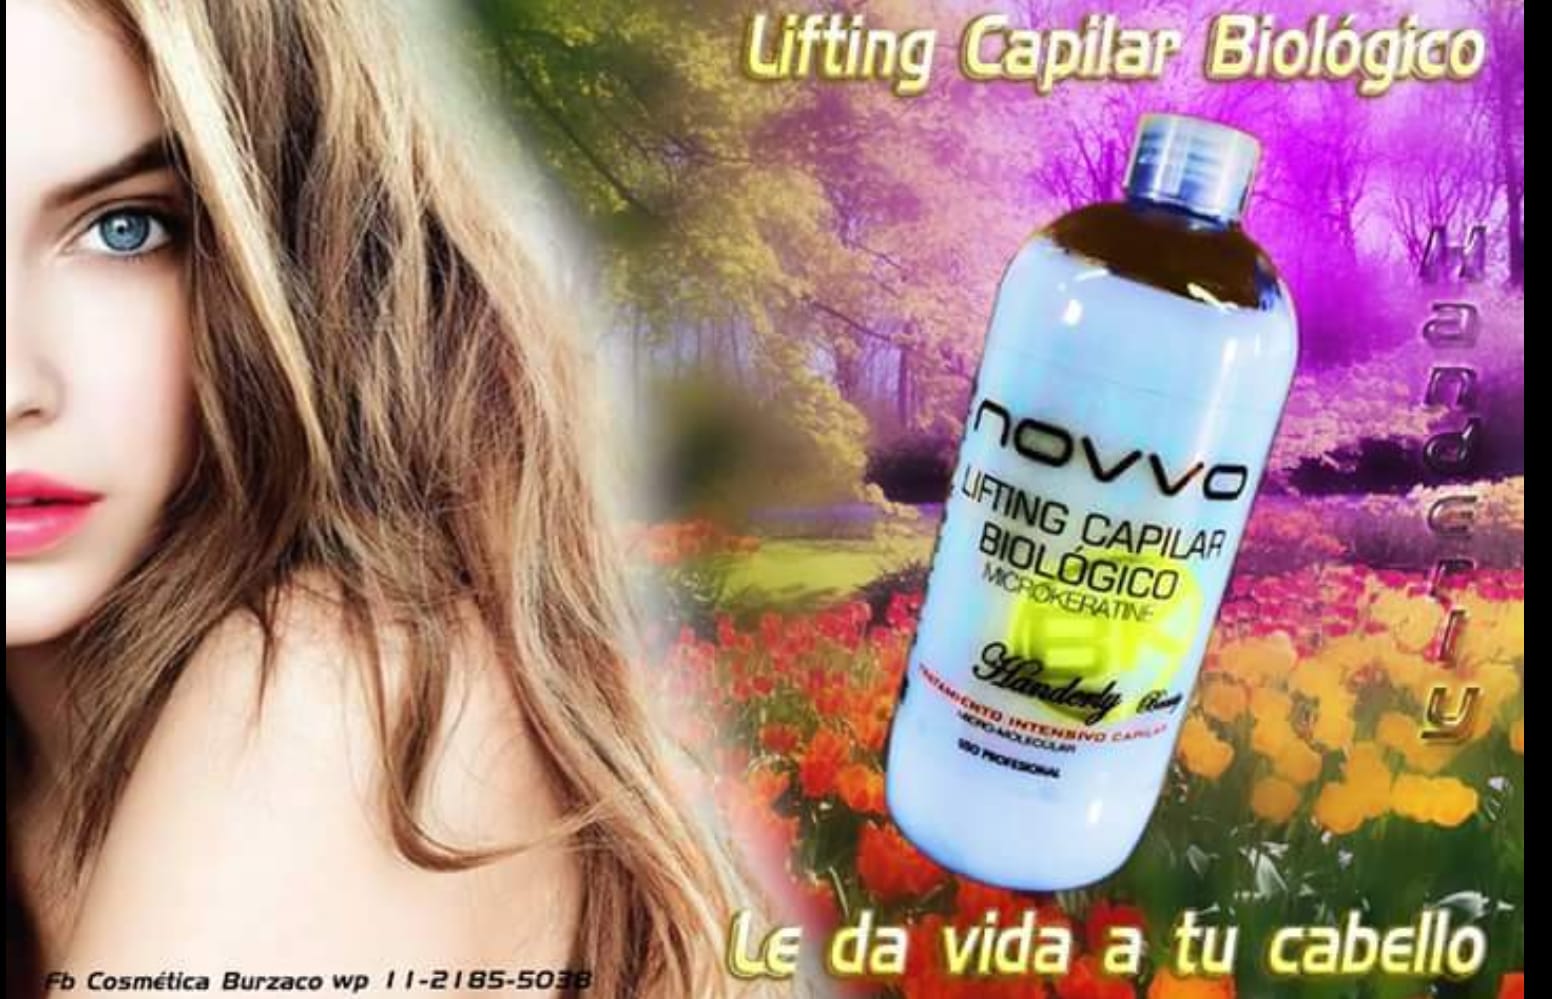 Lifting Capilar Biológico
Handerly
novvo
LIFTING CAPILAR
BIOLÓGICO
MICROKERATINE
Handerly
TRATAMIENTO INTENSIVO CAPILAR
MICRO-MOLECULAR
USO PROFESIONAL
Le da vida a tu cabello
Fb Cosmética Burzaco wp 11-2185-5038